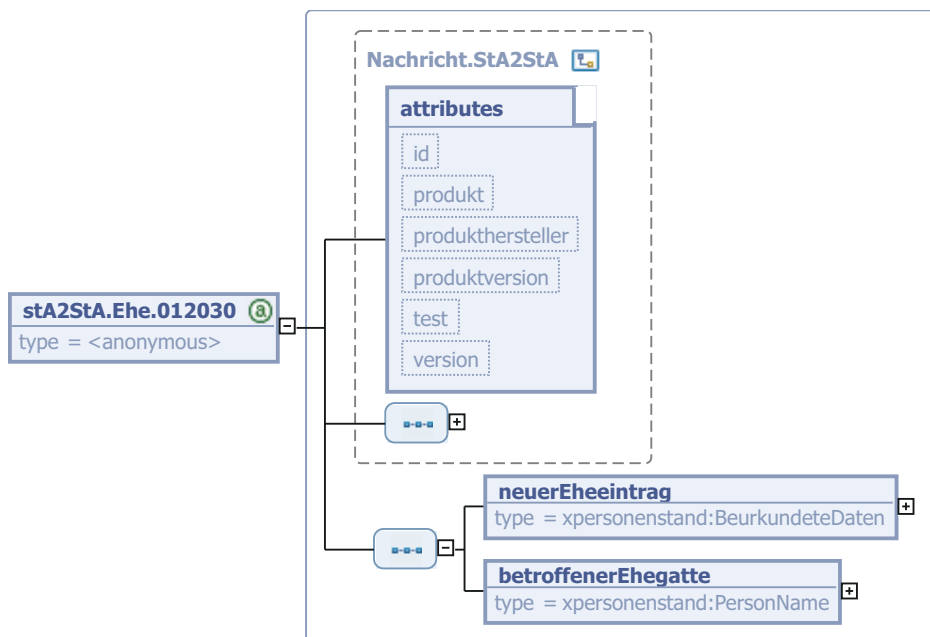 Nachricht.StA2StA
attributes
id
produkt
produkthersteller
produktversion
test
version
stA2StA.Ehe.012030 a
type = <anonymous>
neuerEheeintrag
type = xpersonenstand:BeurkundeteDaten
betroffenerEhegatte
type = xpersonenstand:PersonName